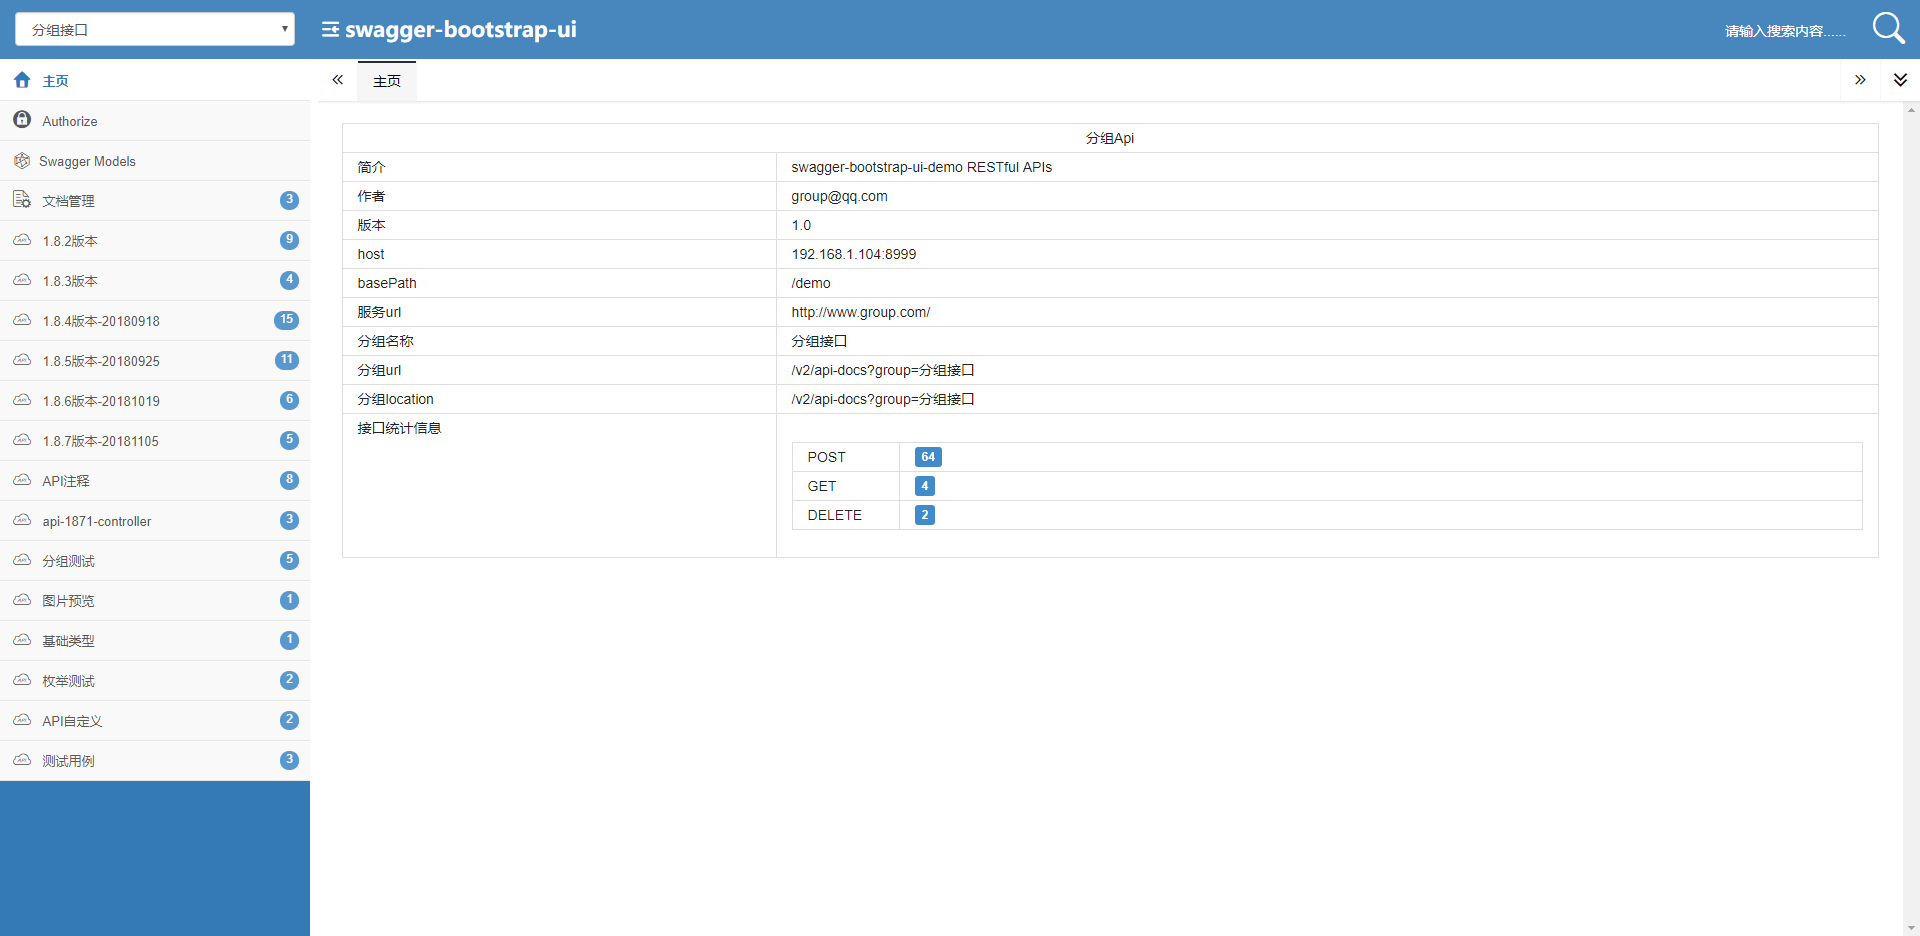 分组接口
swagger-bootstrap-ui
请输入搜索内容......
主页
Authorize
Swagger Models
文档管理 3
1.8.2版本 9
1.8.3版本 4
1.8.4版本-20180918 15
1.8.5版本-20180925 11
1.8.6版本-20181019 6
1.8.7版本-20181105 5
API注释 8
api-1871-controller 3
分组测试 5
图片预览 1
基础类型 1
枚举测试 2
API自定义 2
测试用例 3
主页
分组Api
简介 swagger-bootstrap-ui-demo RESTful APIs
作者 group@qq.com
版本 1.0
host 192.168.1.104:8999
basePath /demo
服务url http://www.group.com/
分组名称 分组接口
分组url /v2/api-docs?group=分组接口
分组location /v2/api-docs?group=分组接口
接口统计信息
POST 64
GET 4
DELETE 2